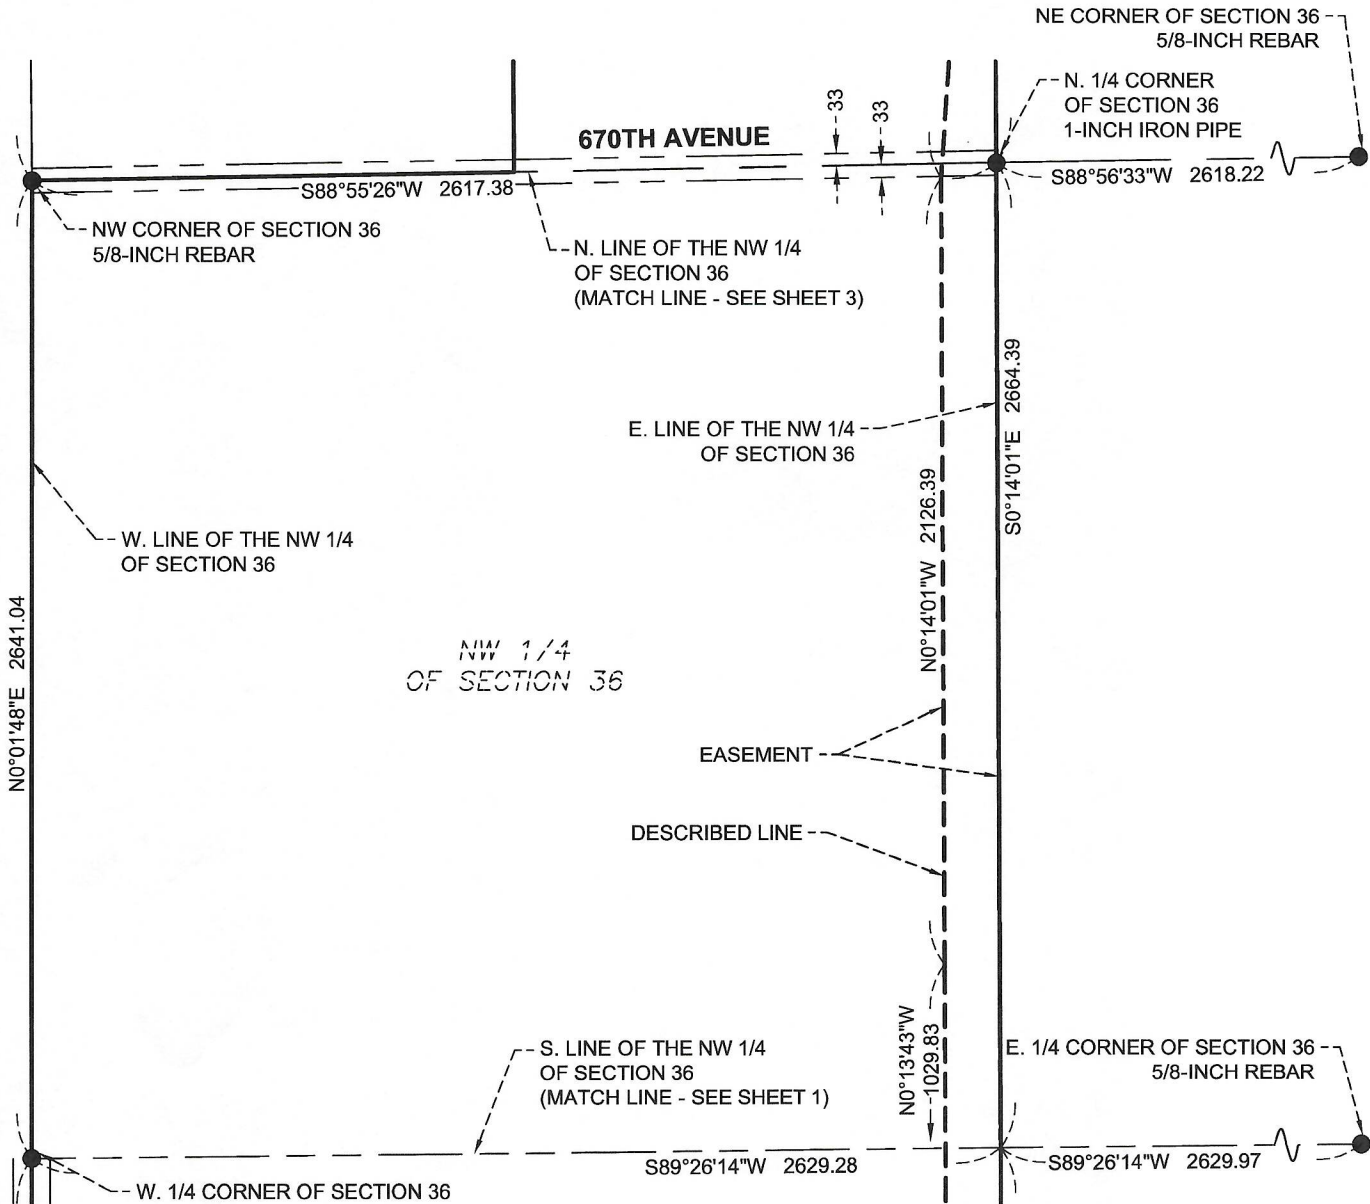 NE CORNER OF SECTION 36
5/8-INCH REBAR
N. 1/4 CORNER
OF SECTION 36
1-INCH IRON PIPE
33
33
670TH AVENUE
S88°55'26"W 2617.38
S88°56'33"W 2618.22
NW CORNER OF SECTION 36
5/8-INCH REBAR
N. LINE OF THE NW 1/4
OF SECTION 36
(MATCH LINE - SEE SHEET 3)
E. LINE OF THE NW 1/4
OF SECTION 36
S0°14'01"E 2664.39
N0°14'01"W 2126.39
W. LINE OF THE NW 1/4
OF SECTION 36
N0°01'48"E 2641.04
NW 1/4
OF SECTION 36
EASEMENT
DESCRIBED LINE
N0°13'43"W
1029.83
S. LINE OF THE NW 1/4
OF SECTION 36
(MATCH LINE - SEE SHEET 1)
E. 1/4 CORNER OF SECTION 36
5/8-INCH REBAR
S89°26'14"W 2629.28
S89°26'14"W 2629.97
W. 1/4 CORNER OF SECTION 36